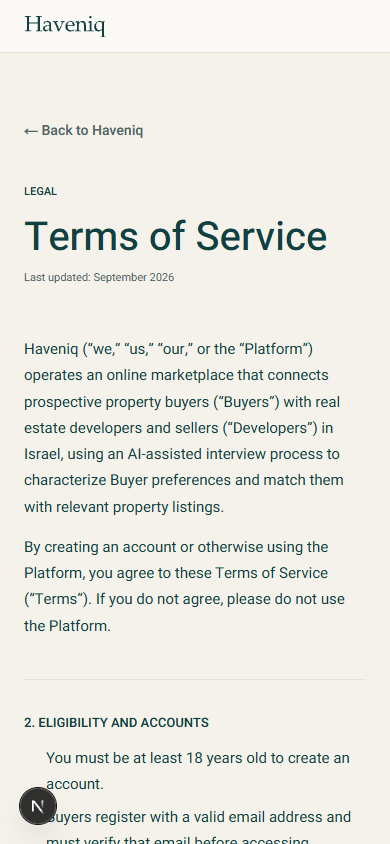 Haveniq
← Back to Haveniq
LEGAL
Terms of Service
Last updated: September 2026
Haveniq (“we,” “us,” “our,” or the “Platform”)
operates an online marketplace that connects
prospective property buyers (“Buyers”) with real
estate developers and sellers (“Developers”) in
Israel, using an AI-assisted interview process to
characterize Buyer preferences and match them
with relevant property listings.
By creating an account or otherwise using the
Platform, you agree to these Terms of Service
(“Terms”). If you do not agree, please do not use
the Platform.
2. ELIGIBILITY AND ACCOUNTS
You must be at least 18 years old to create an
account.
Buyers register with a valid email address and
must verify that email before accessing
N